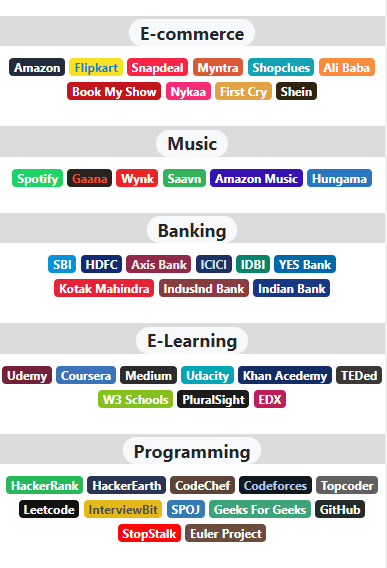 E-commerce
Amazon Flipkart Snapdeal Myntra Shopclues Ali Baba
Book My Show Nykaa First Cry Shein
Music
Spotify Gaana Wynk Saavn Amazon Music Hungama
Banking
SBI HDFC Axis Bank ICICI IDBI YES Bank
Kotak Mahindra IndusInd Bank Indian Bank
E-Learning
Udemy Coursera Medium Udacity Khan Acedemy TEDed
W3 Schools PluralSight EDX
Programming
HackerRank HackerEarth CodeChef Codeforces Topcoder
Leetcode InterviewBit SPOJ Geeks For Geeks GitHub
StopStalk Euler Project